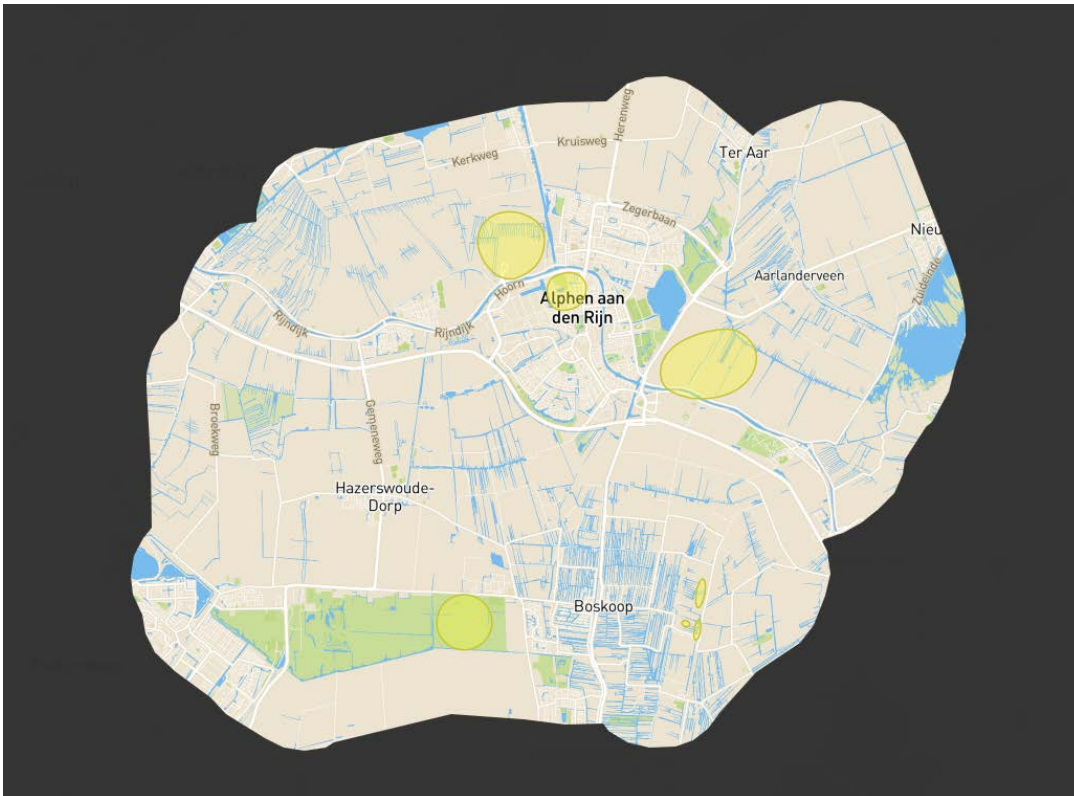 Herenweg
Kruisweg
Kerkweg
Ter Aar
Zegerbaan
Nieu
Aarlanderveen
Zuideinde
Hoorn
Alphen aan
den Rijn
Rijndijk
Rijndijk
Gemeneweg
Broekweg
Hazerswoude-
Dorp
Boskoop